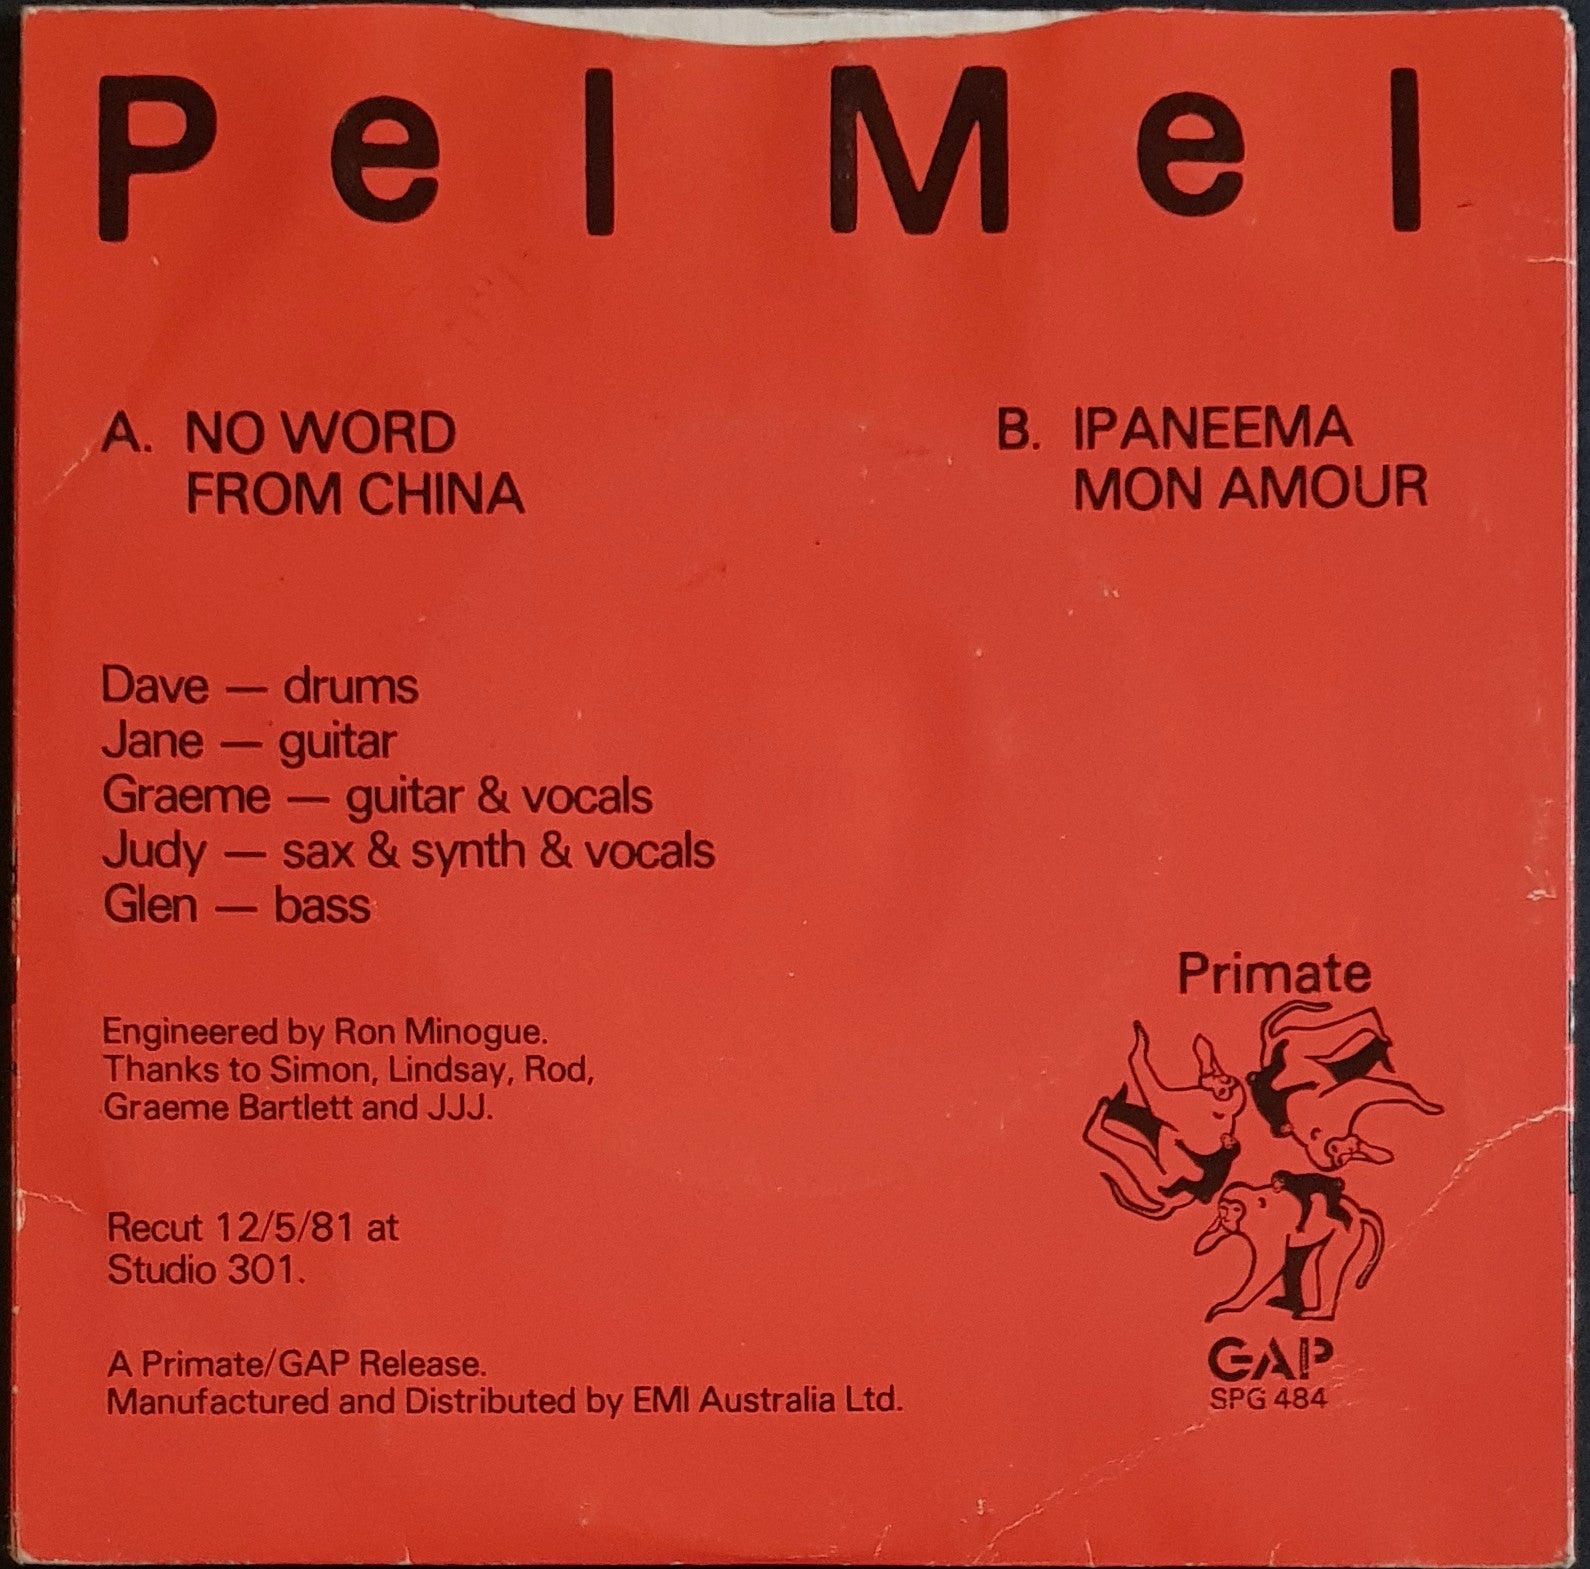 Pel Mel
A. NO WORD
FROM CHINA
B. IPANEEMA
MON AMOUR
Dave — drums
Jane — guitar
Graeme — guitar & vocals
Judy — sax & synth & vocals
Glen — bass
Engineered by Ron Minogue.
Thanks to Simon, Lindsay, Rod,
Graeme Bartlett and JJJ.
Recut 12/5/81 at
Studio 301.
A Primate/GAP Release.
Manufactured and Distributed by EMI Australia Ltd.
Primate
GAP
SPG 484